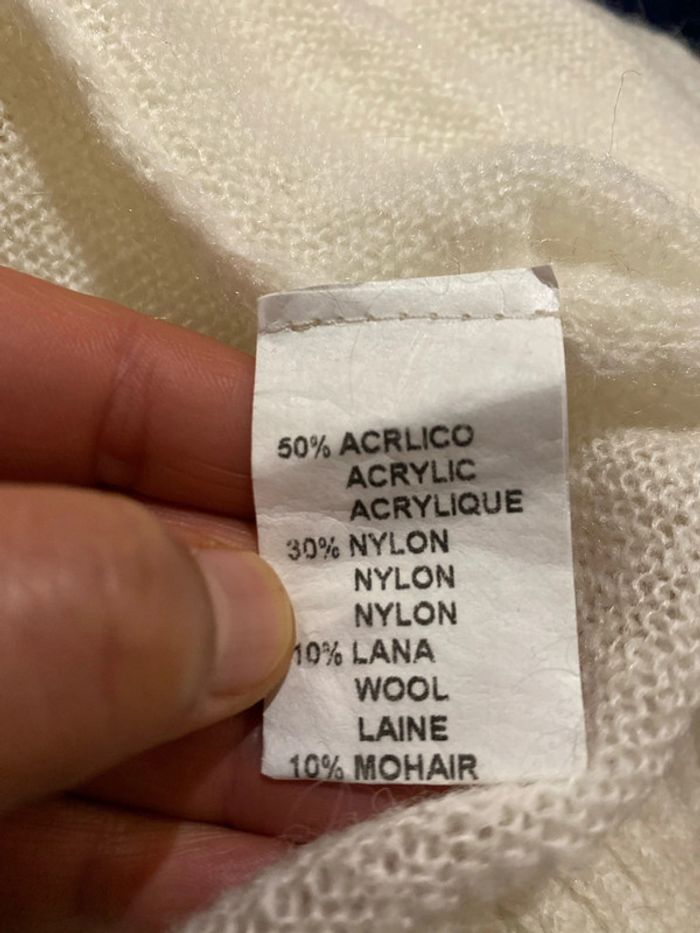 50% ACRLICO
ACRYLIC
ACRYLIQUE
30% NYLON
NYLON
NYLON
10% LANA
WOOL
LAINE
10% MOHAIR